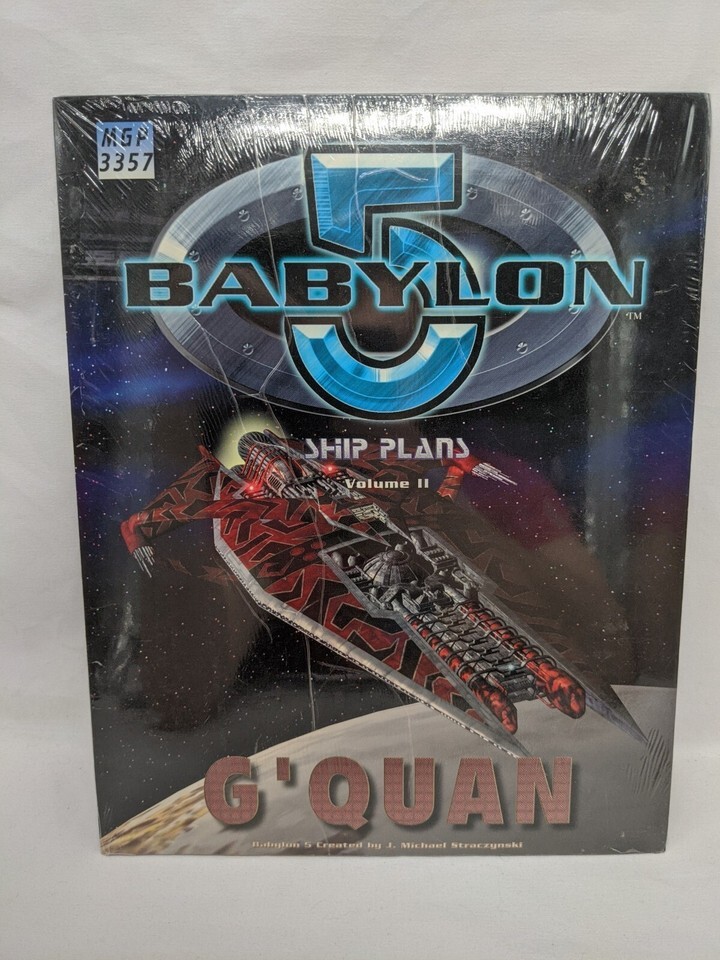 MGP
3357
5
BABYLON
TM
SHIP PLANS
Volume II
G'QUAN
Babylon 5 Created by J. Michael Straczynski